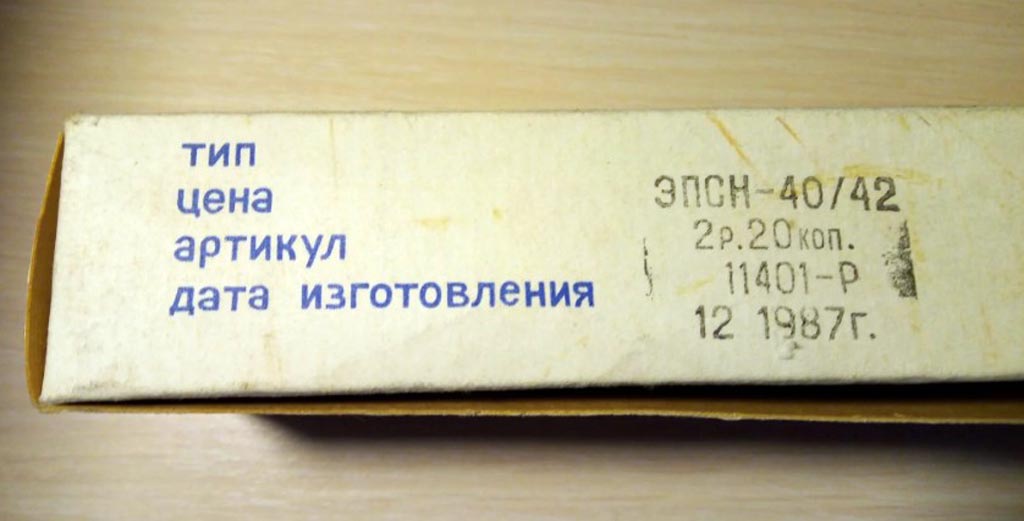 тип ЭПСН-40/42
цена 2р.20коп.
артикул 11401-Р
дата изготовления 12 1987г.